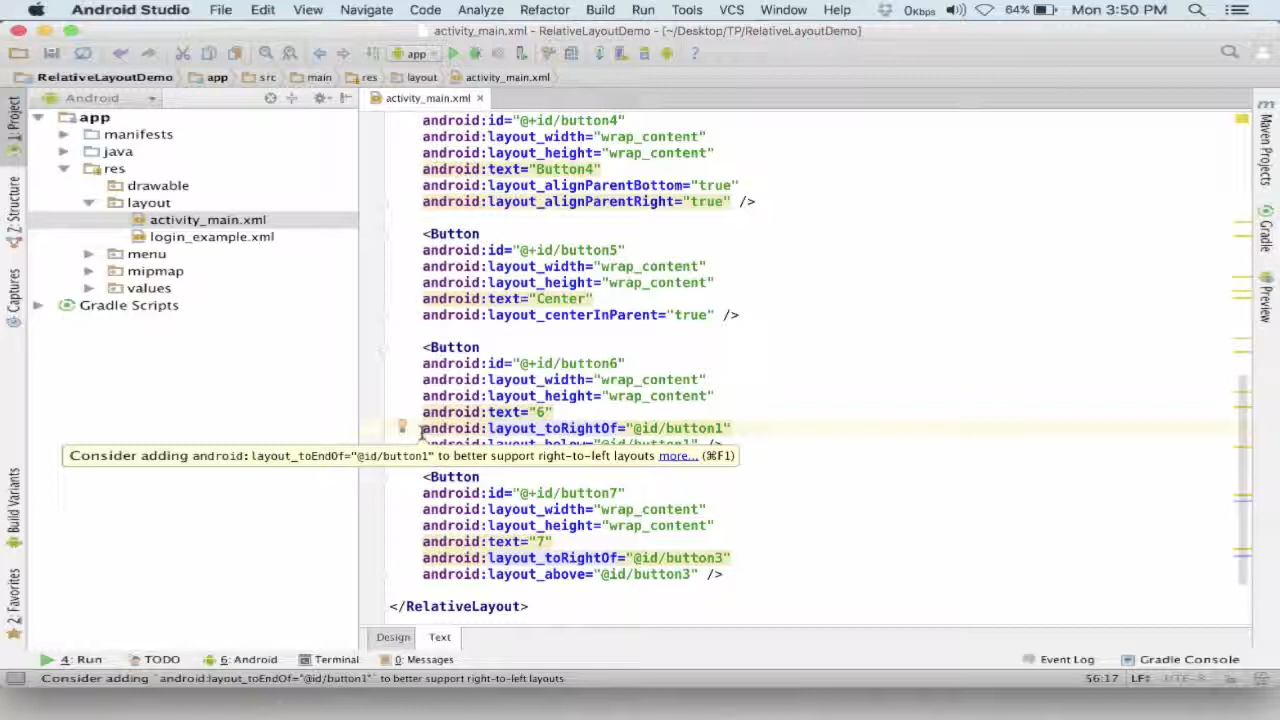 Android Studio File Edit View Navigate Code Analyze Refactor Build Run Tools VCS Window Help 0Kbps 64% Mon 3:50 PM
activity_main.xml - RelativeLayoutDemo - [~/Desktop/TP/RelativeLayoutDemo]
app
RelativeLayoutDemo app src main res layout activity_main.xml
Android
activity_main.xml
1: Project
Z: Structure
Captures
Build Variants
2: Favorites
app
manifests
java
res
drawable
layout
activity_main.xml
login_example.xml
menu
mipmap
values
Gradle Scripts
android:id="@+id/button4"
android:layout_width="wrap_content"
android:layout_height="wrap_content"
android:text="Button4"
android:layout_alignParentBottom="true"
android:layout_alignParentRight="true" />
<Button
android:id="@+id/button5"
android:layout_width="wrap_content"
android:layout_height="wrap_content"
android:text="Center"
android:layout_centerInParent="true" />
<Button
android:id="@+id/button6"
android:layout_width="wrap_content"
android:layout_height="wrap_content"
android:text="6"
android:layout_toRightOf="@id/button1"
android:layout_below="@id/button1" />
Consider adding android:layout_toEndOf="@id/button1" to better support right-to-left layouts more... (⌘F1)
<Button
android:id="@+id/button7"
android:layout_width="wrap_content"
android:layout_height="wrap_content"
android:text="7"
android:layout_toRightOf="@id/button3"
android:layout_above="@id/button3" />
</RelativeLayout>
Maven Projects
Gradle
Preview
Design Text
4: Run TODO 6: Android Terminal 0: Messages Event Log Gradle Console
Consider adding `android:layout_toEndOf="@id/button1"` to better support right-to-left layouts 56:17 LF÷